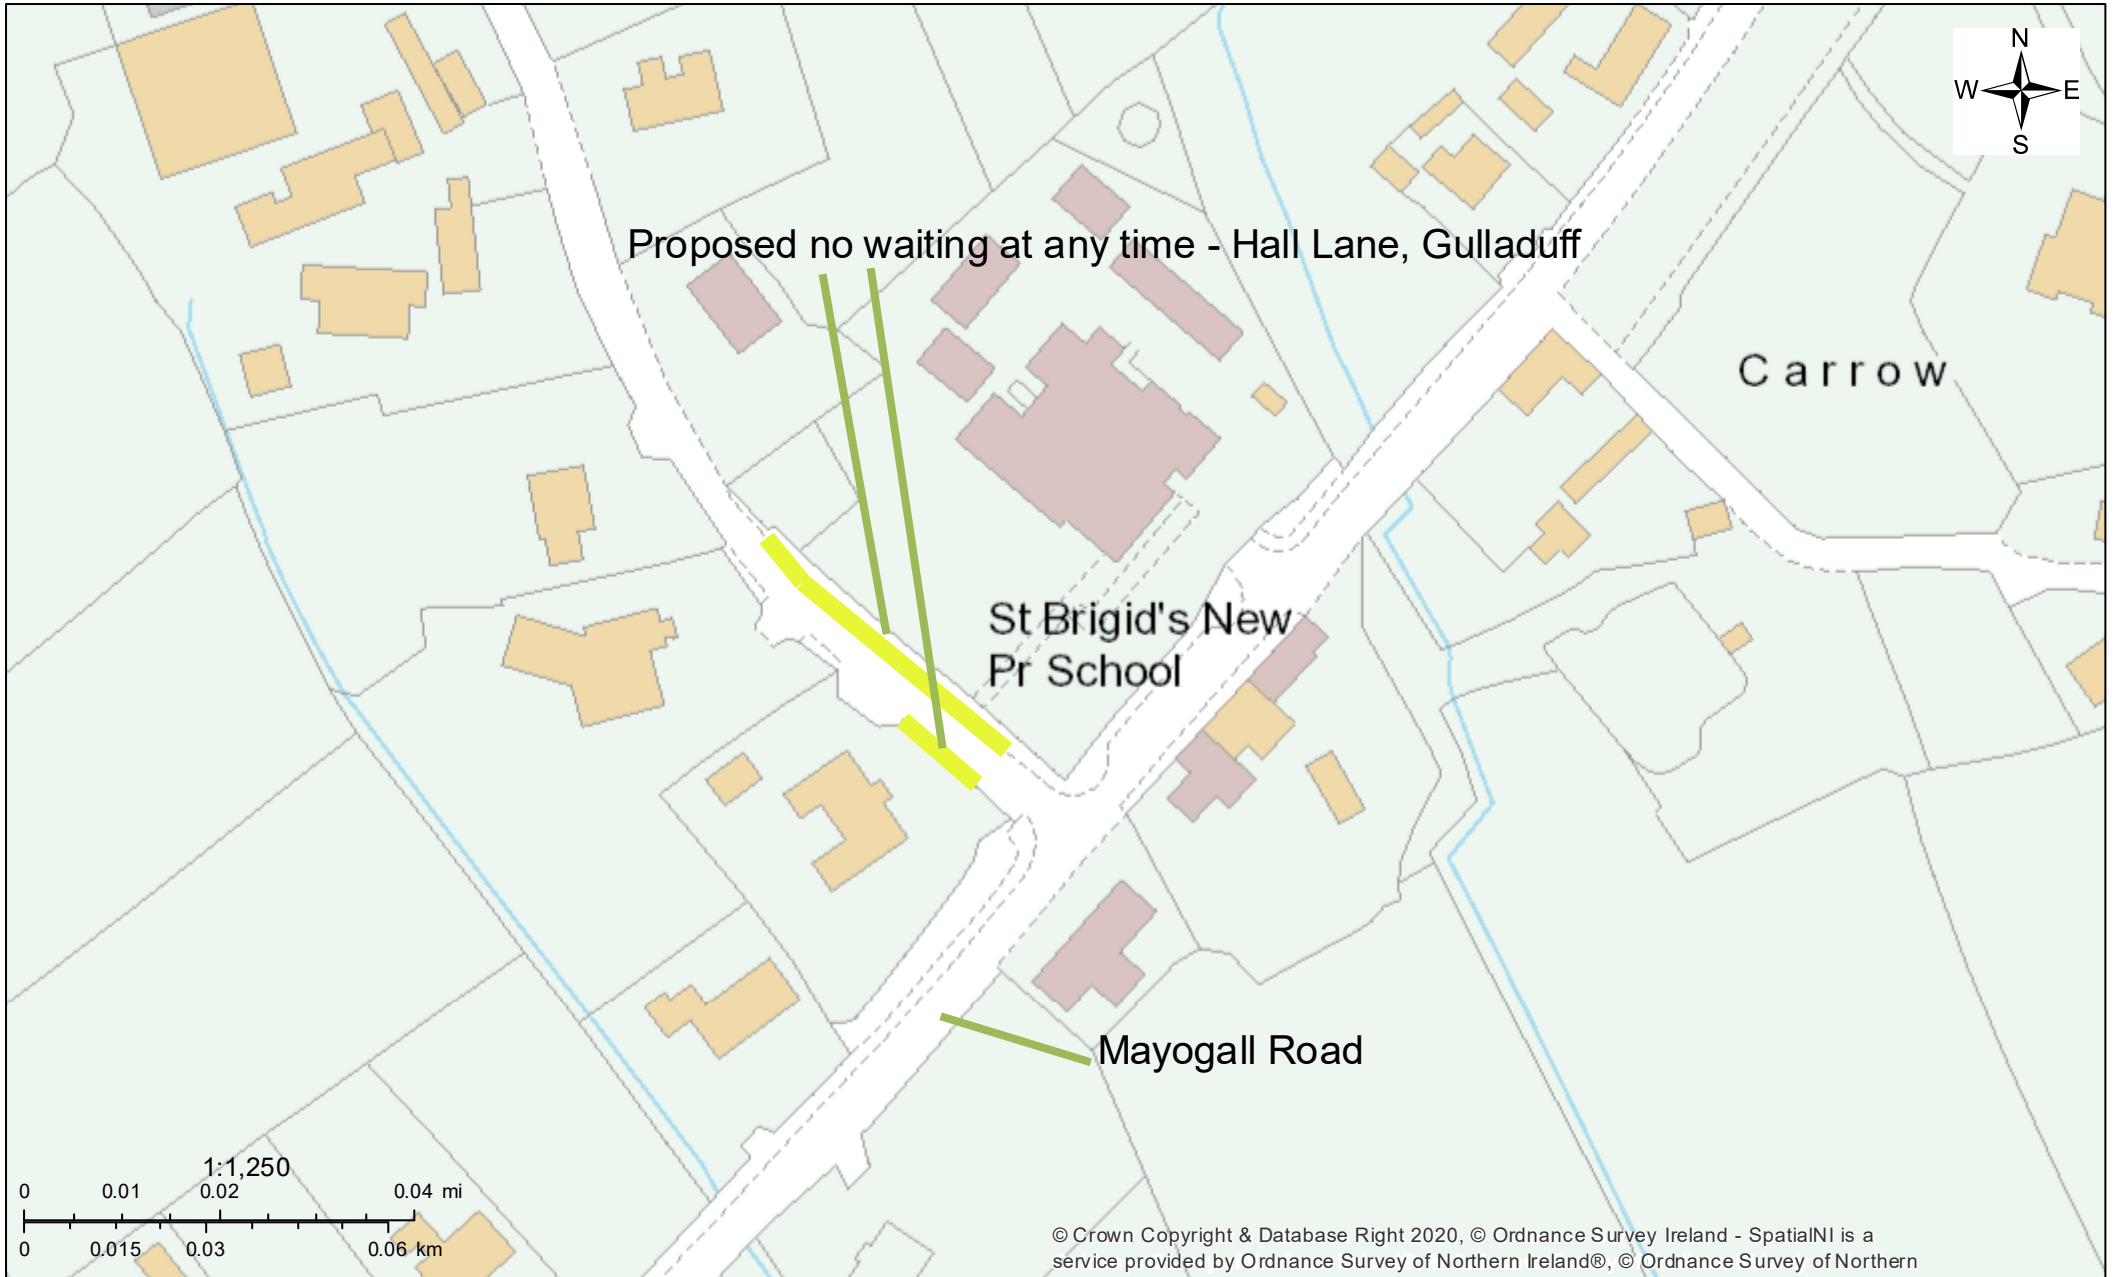 N
W E
S
Proposed no waiting at any time - Hall Lane, Gulladuff
Carrow
St Brigid's New
Pr School
Mayogall Road
1:1,250
0 0.01 0.02 0.04 mi
0 0.015 0.03 0.06 km
© Crown Copyright & Database Right 2020, © Ordnance Survey Ireland - SpatialNI is a
service provided by Ordnance Survey of Northern Ireland®, © Ordnance Survey of Northern